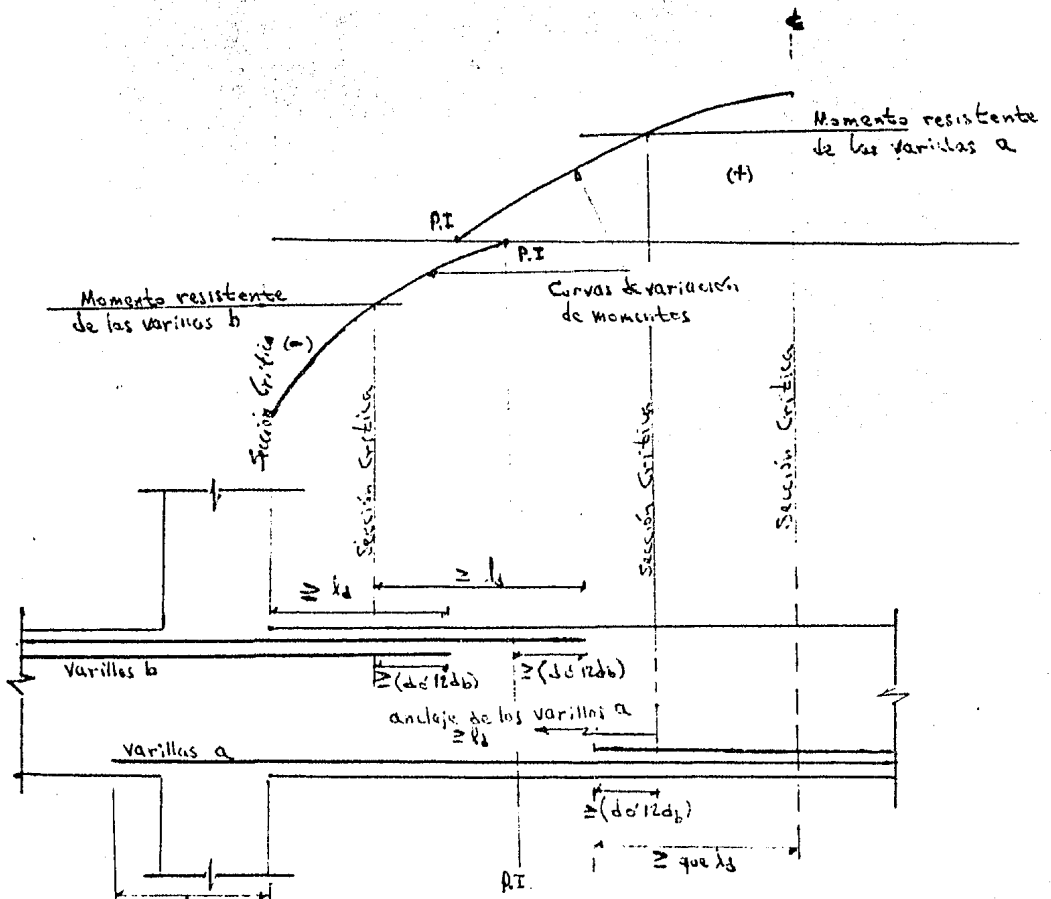 ℄
Momento resistente
de las varillas a
(+)
P.I
P.I
Curvas de variación
de momentos
Momento resistente
de las varillas b
(-)
Sección Crítica
Sección Crítica
Sección Crítica
Sección Crítica
≥ ld
≥ ld
Varillas b
≥(d ó 12db)
≥(d ó 12db)
anclaje de las varillas a
≥ ld
varillas a
≥(d ó 12db)
≥ que ld
P.I.